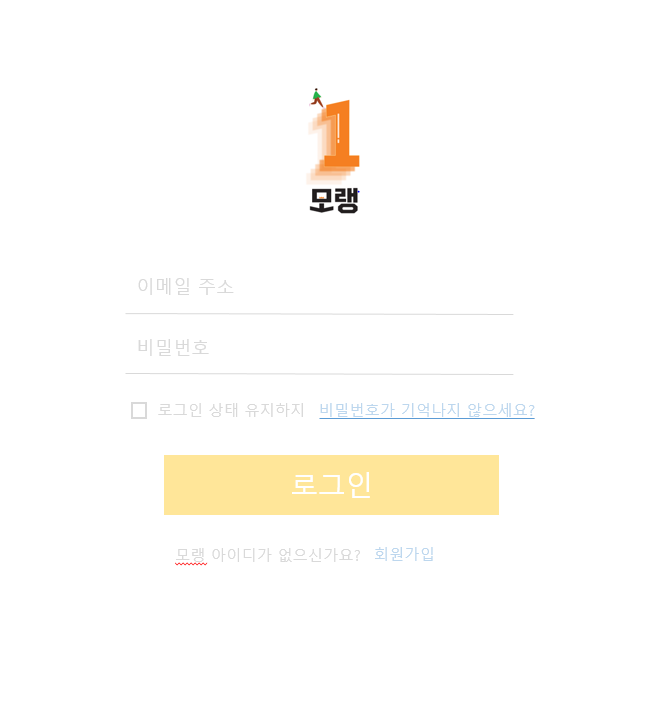 1
모랭
이메일 주소
비밀번호
로그인 상태 유지하지 비밀번호가 기억나지 않으세요?
로그인
모랭 아이디가 없으신가요? 회원가입